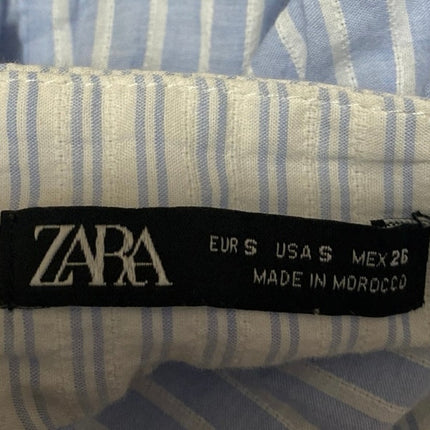 ZARA
EUR S USA S MEX 26
MADE IN MOROCCO